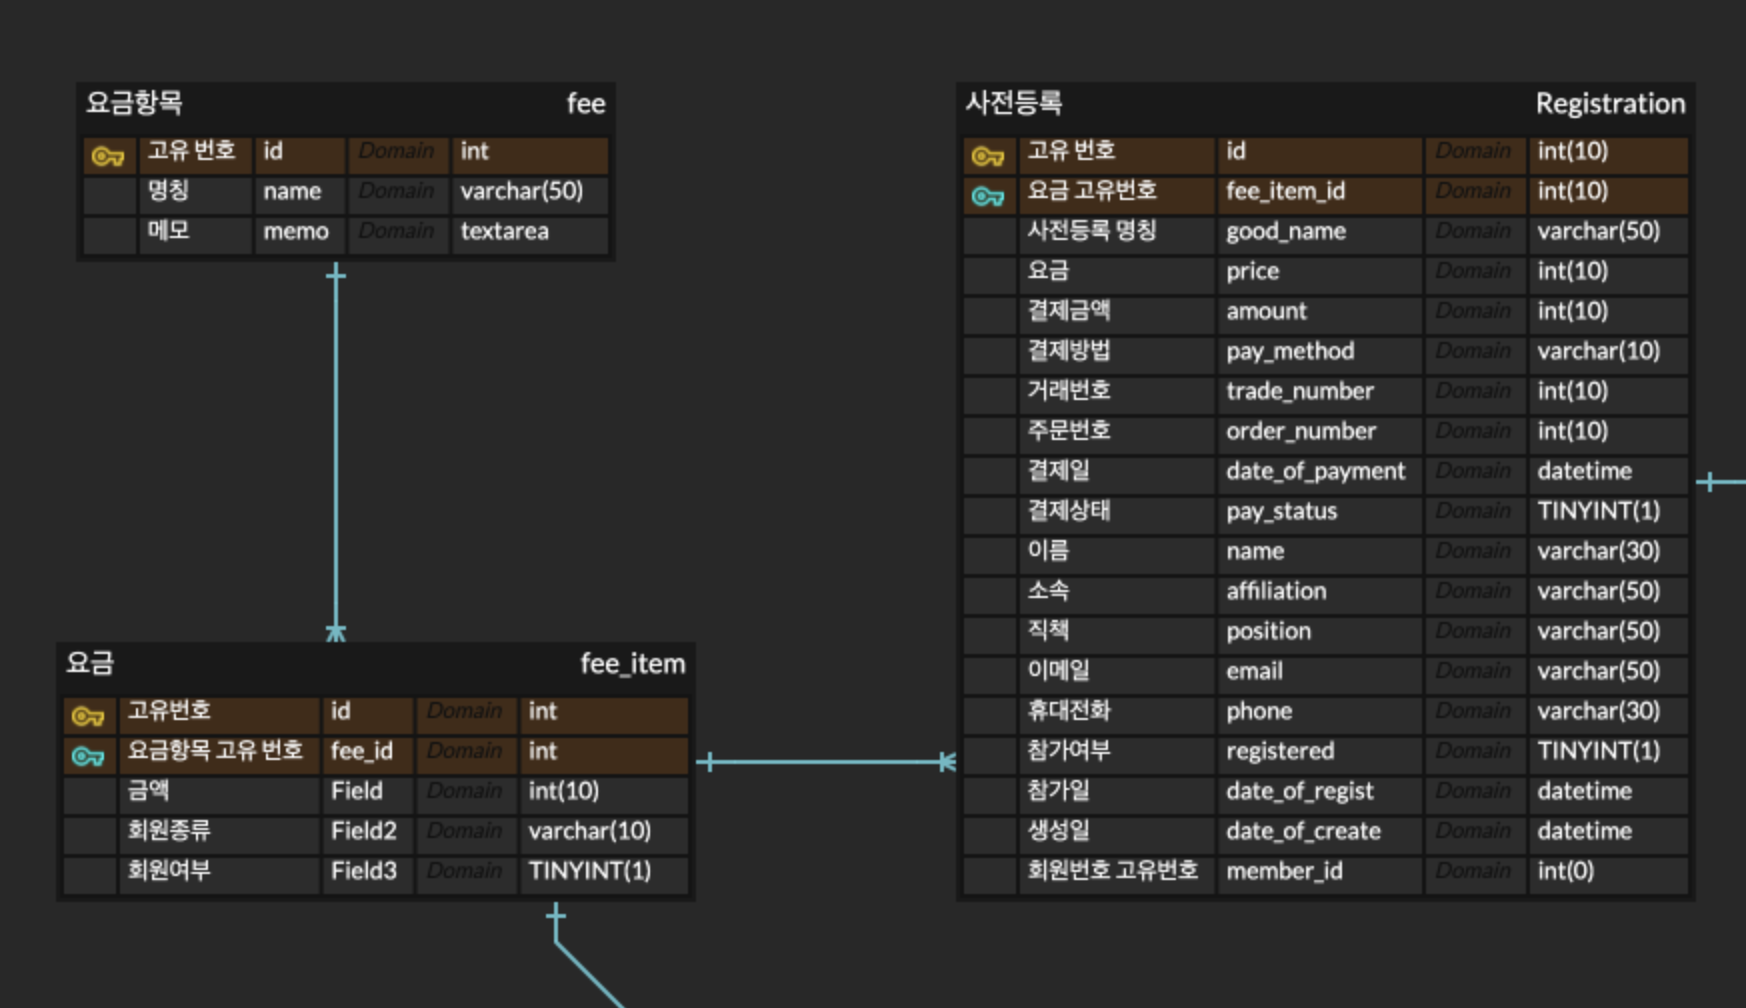 요금항목 fee
고유 번호 id Domain int
명칭 name Domain varchar(50)
메모 memo Domain textarea
사전등록 Registration
고유 번호 id Domain int(10)
요금 고유번호 fee_item_id Domain int(10)
사전등록 명칭 good_name Domain varchar(50)
요금 price Domain int(10)
결제금액 amount Domain int(10)
결제방법 pay_method Domain varchar(10)
거래번호 trade_number Domain int(10)
주문번호 order_number Domain int(10)
결제일 date_of_payment Domain datetime
결제상태 pay_status Domain TINYINT(1)
이름 name Domain varchar(30)
소속 affiliation Domain varchar(50)
직책 position Domain varchar(50)
이메일 email Domain varchar(50)
휴대전화 phone Domain varchar(30)
참가여부 registered Domain TINYINT(1)
참가일 date_of_regist Domain datetime
생성일 date_of_create Domain datetime
회원번호 고유번호 member_id Domain int(0)
요금 fee_item
고유번호 id Domain int
요금항목 고유 번호 fee_id Domain int
금액 Field Domain int(10)
회원종류 Field2 Domain varchar(10)
회원여부 Field3 Domain TINYINT(1)